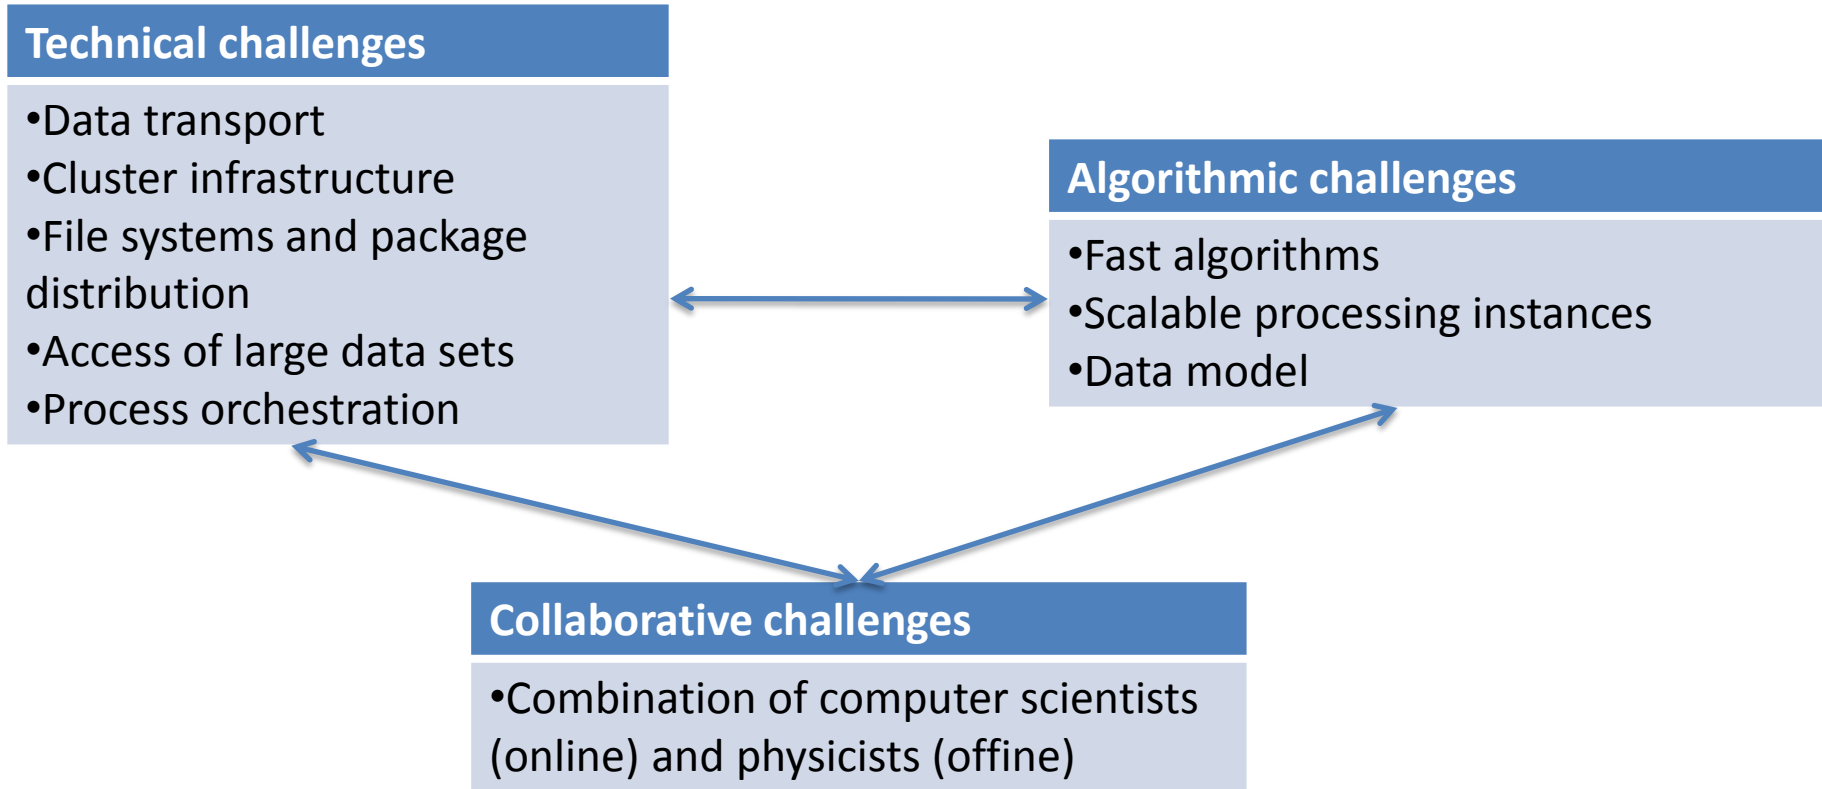 Technical challenges
•Data transport
•Cluster infrastructure
•File systems and package
distribution
•Access of large data sets
•Process orchestration
Algorithmic challenges
•Fast algorithms
•Scalable processing instances
•Data model
Collaborative challenges
•Combination of computer scientists
(online) and physicists (offine)